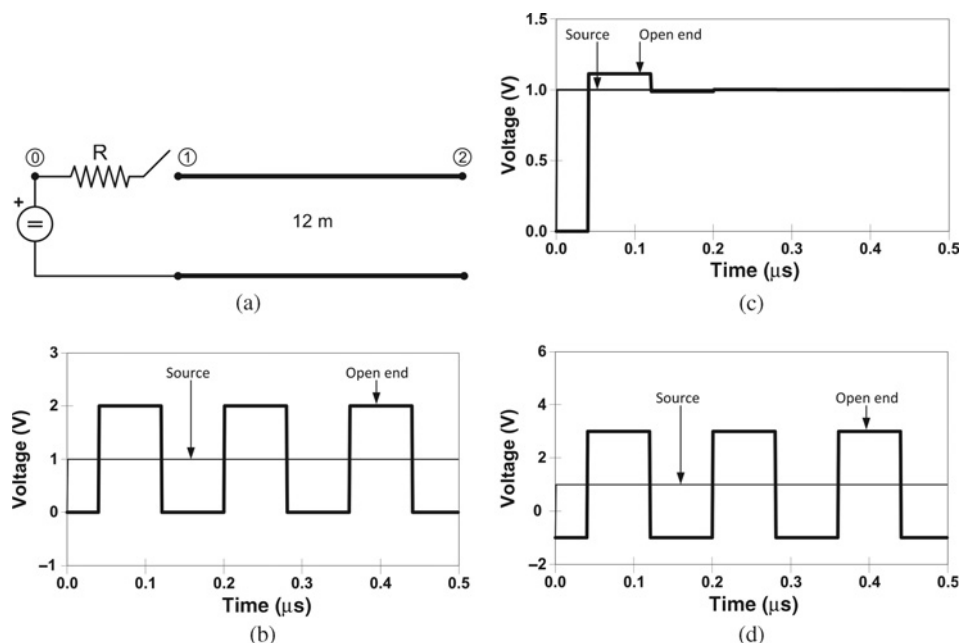 ⓪
R
①
②
+
=
12 m
(a)
Voltage (V)
1.5
1.0
0.5
0.0
Source
Open end
0.0 0.1 0.2 0.3 0.4 0.5
Time (μs)
(c)
Voltage (V)
3
2
1
0
–1
Source
Open end
0.0 0.1 0.2 0.3 0.4 0.5
Time (μs)
(b)
Voltage (V)
6
4
2
0
–2
Source
Open end
0.0 0.1 0.2 0.3 0.4 0.5
Time (μs)
(d)